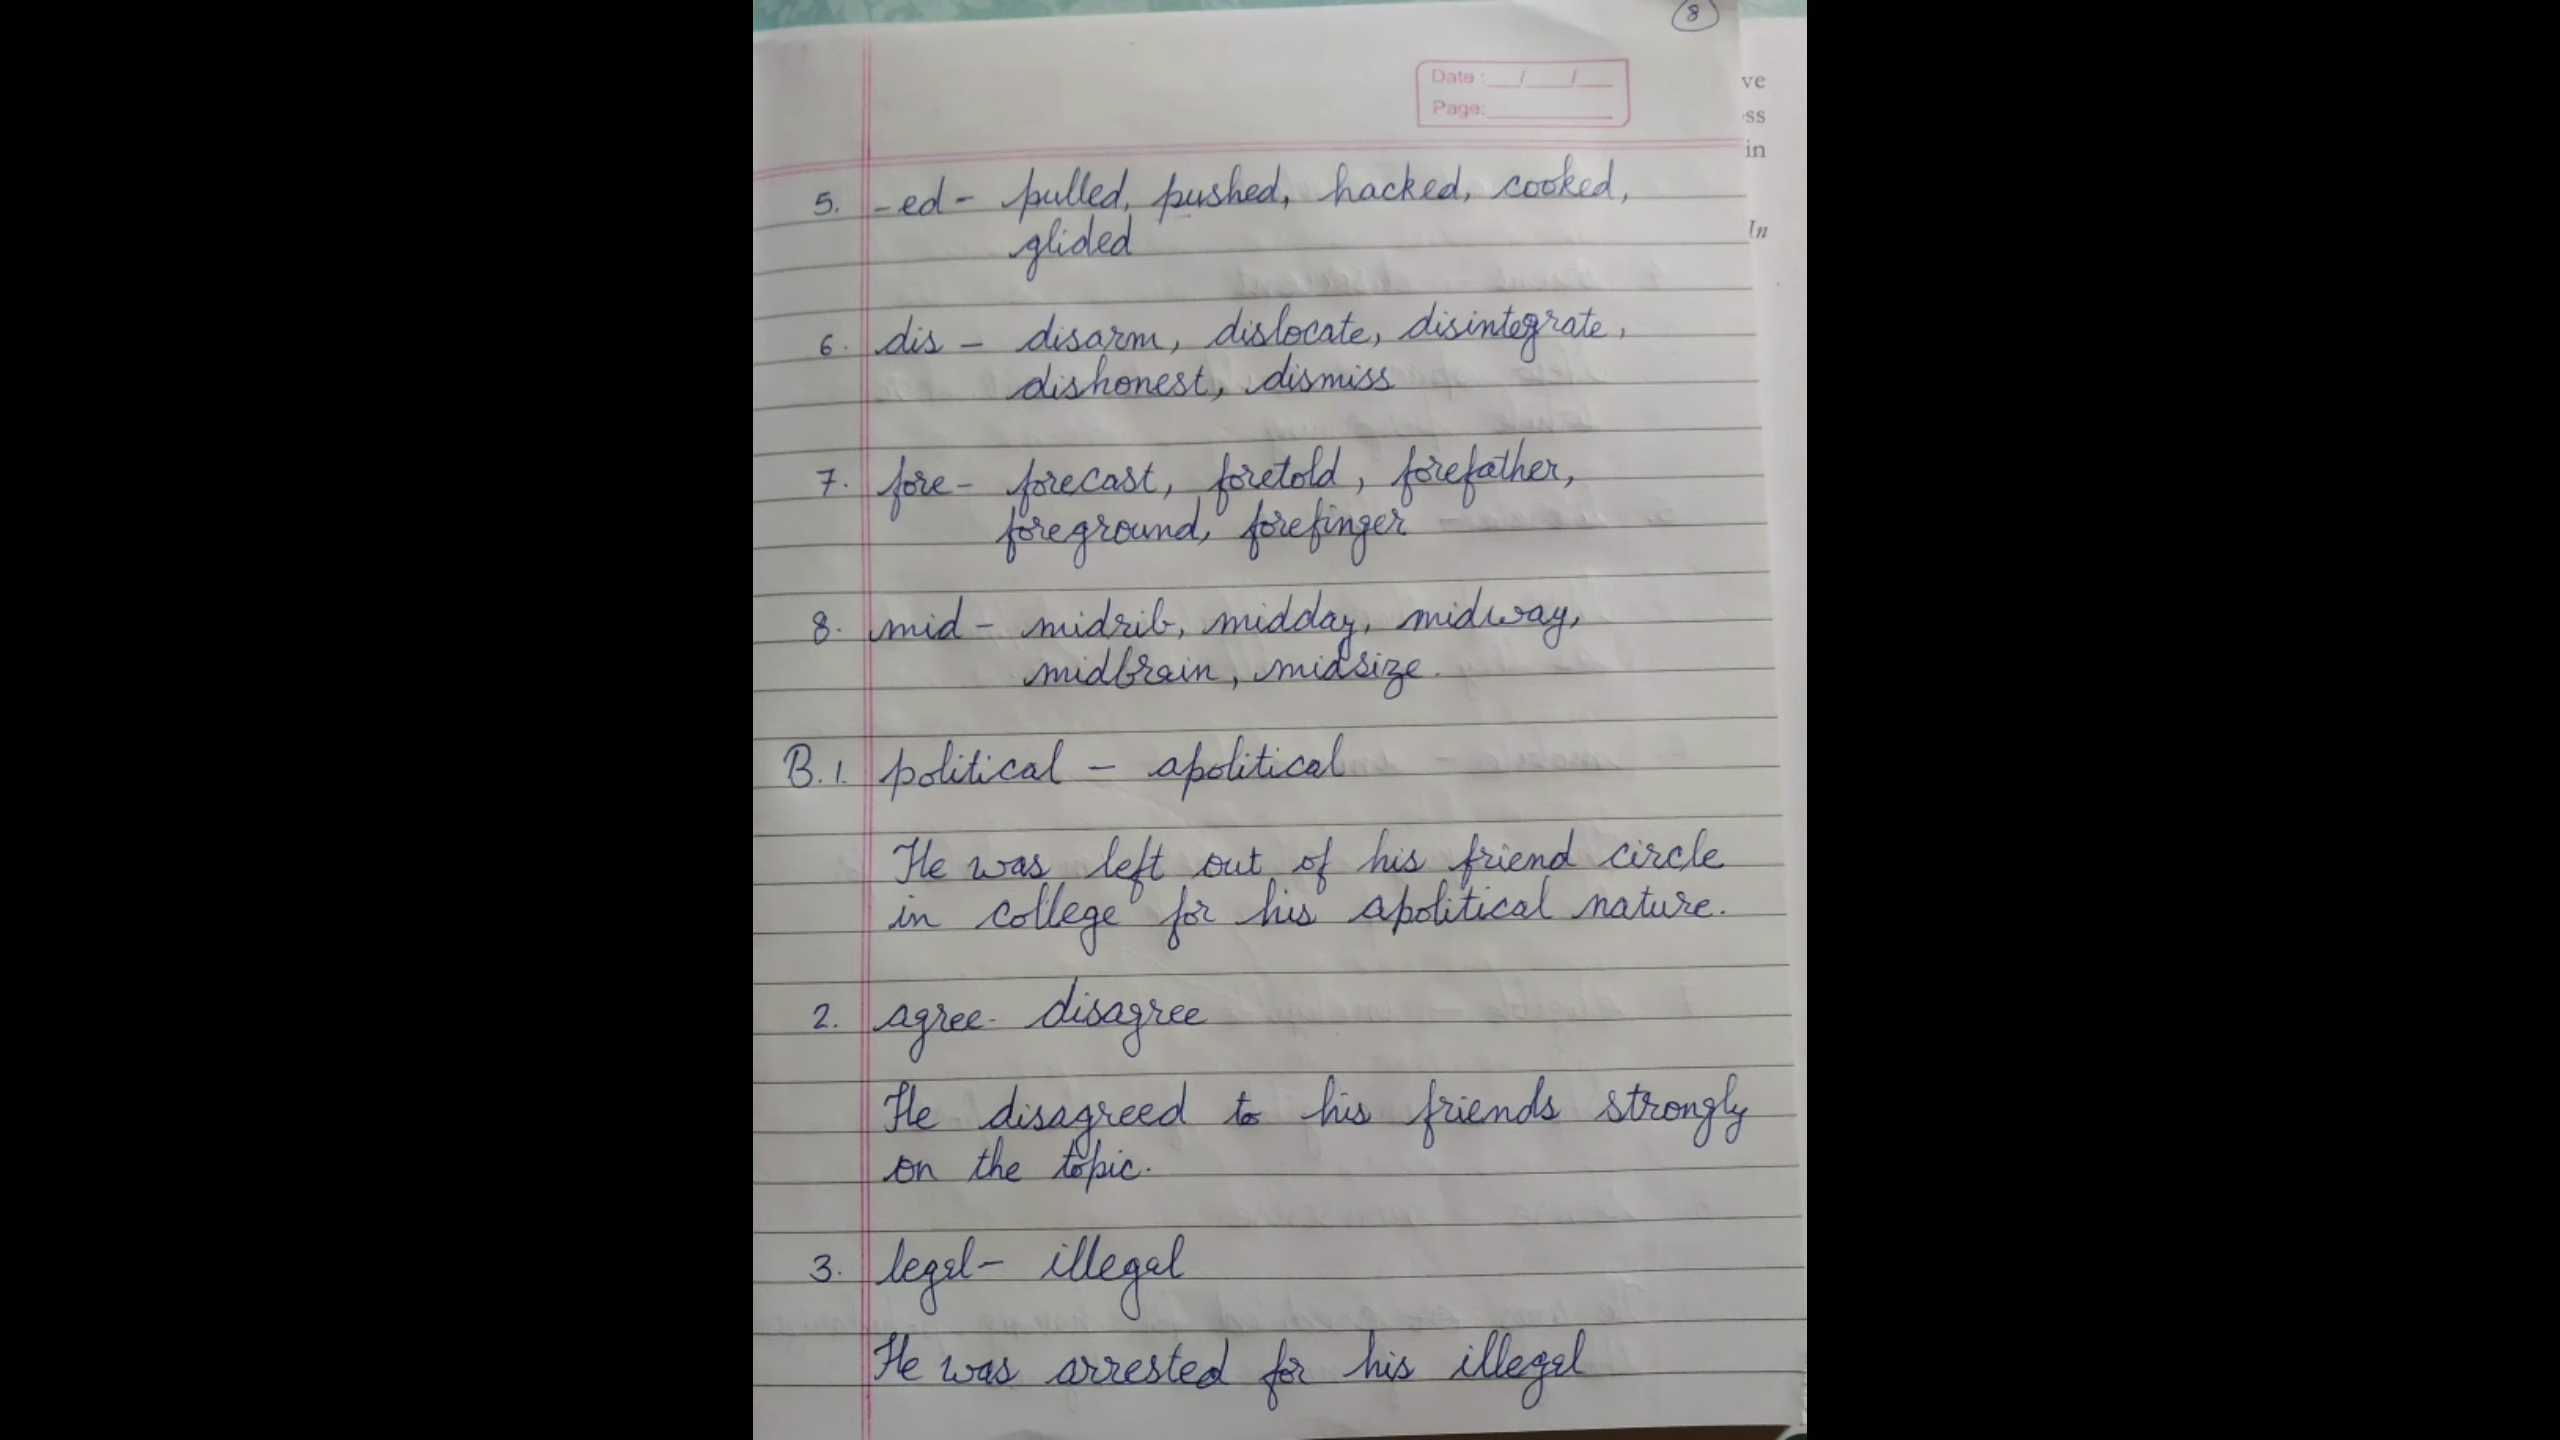 8
Date: __/__/__
Page: ______
ve
ss
in
In
5. -ed - pulled, pushed, hacked, cooked,
glided
6. dis - disarm, dislocate, disintegrate,
dishonest, dismiss
7. fore - forecast, foretold, forefather,
foreground, forefinger
8. mid - midrib, midday, midway,
midbrain, midsize.
B.1. political - apolitical
He was left out of his friend circle
in college for his apolitical nature.
2. agree - disagree
He disagreed to his friends strongly
on the topic.
3. legal - illegal
He was arrested for his illegal